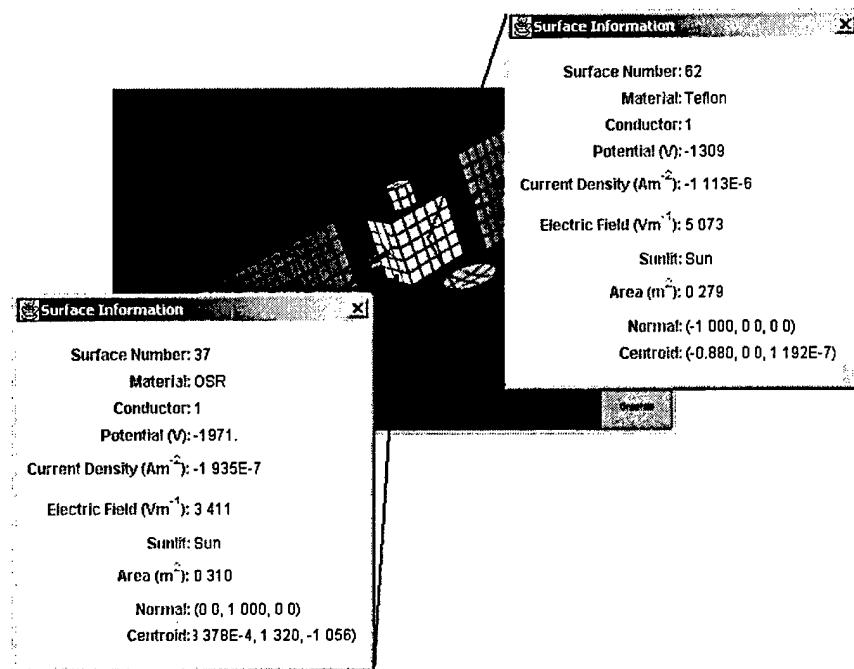 Surface Information
Surface Number: 62
Material: Teflon
Conductor: 1
Potential (V): -1309
Current Density (Am^-2): -1 113E-6
Electric Field (Vm^-1): 5 073
Sunlit: Sun
Area (m^2): 0 279
Normal: (-1 000, 0 0, 0 0)
Centroid: (-0.880, 0 0, 1 192E-7)
Surface Information
Surface Number: 37
Material: OSR
Conductor: 1
Potential (V): -1971.
Current Density (Am^-2): -1 935E-7
Electric Field (Vm^-1): 3 411
Sunlit: Sun
Area (m^2): 0 310
Normal: (0 0, 1 000, 0 0)
Centroid: 378E-4, 1 320, -1 056)